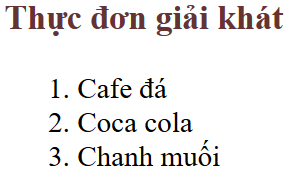 Thực đơn giải khát
1. Cafe đá
2. Coca cola
3. Chanh muối